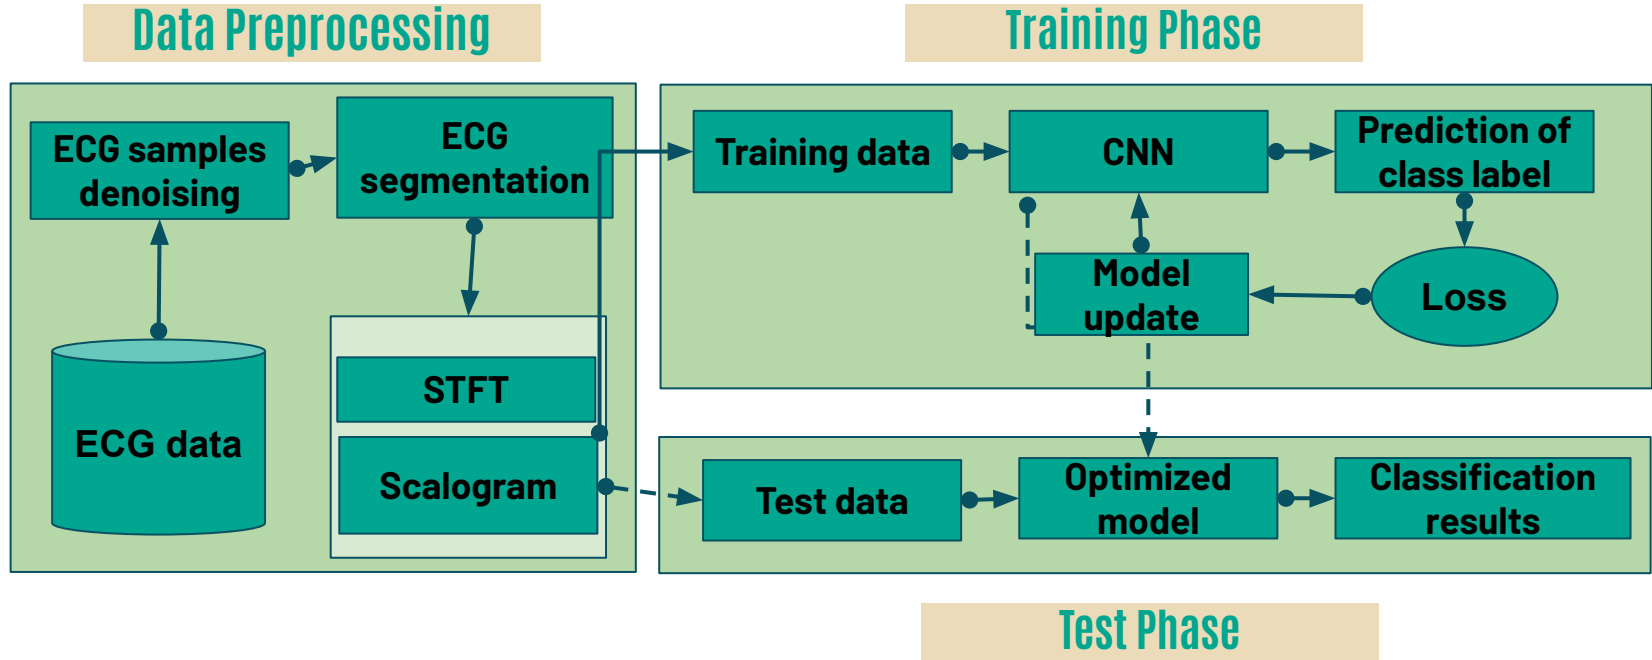 Data Preprocessing
Training Phase
ECG samples
denoising
ECG
segmentation
STFT
Scalogram
ECG data
Training data
CNN
Prediction of
class label
Model
update
Loss
Test data
Optimized
model
Classification
results
Test Phase